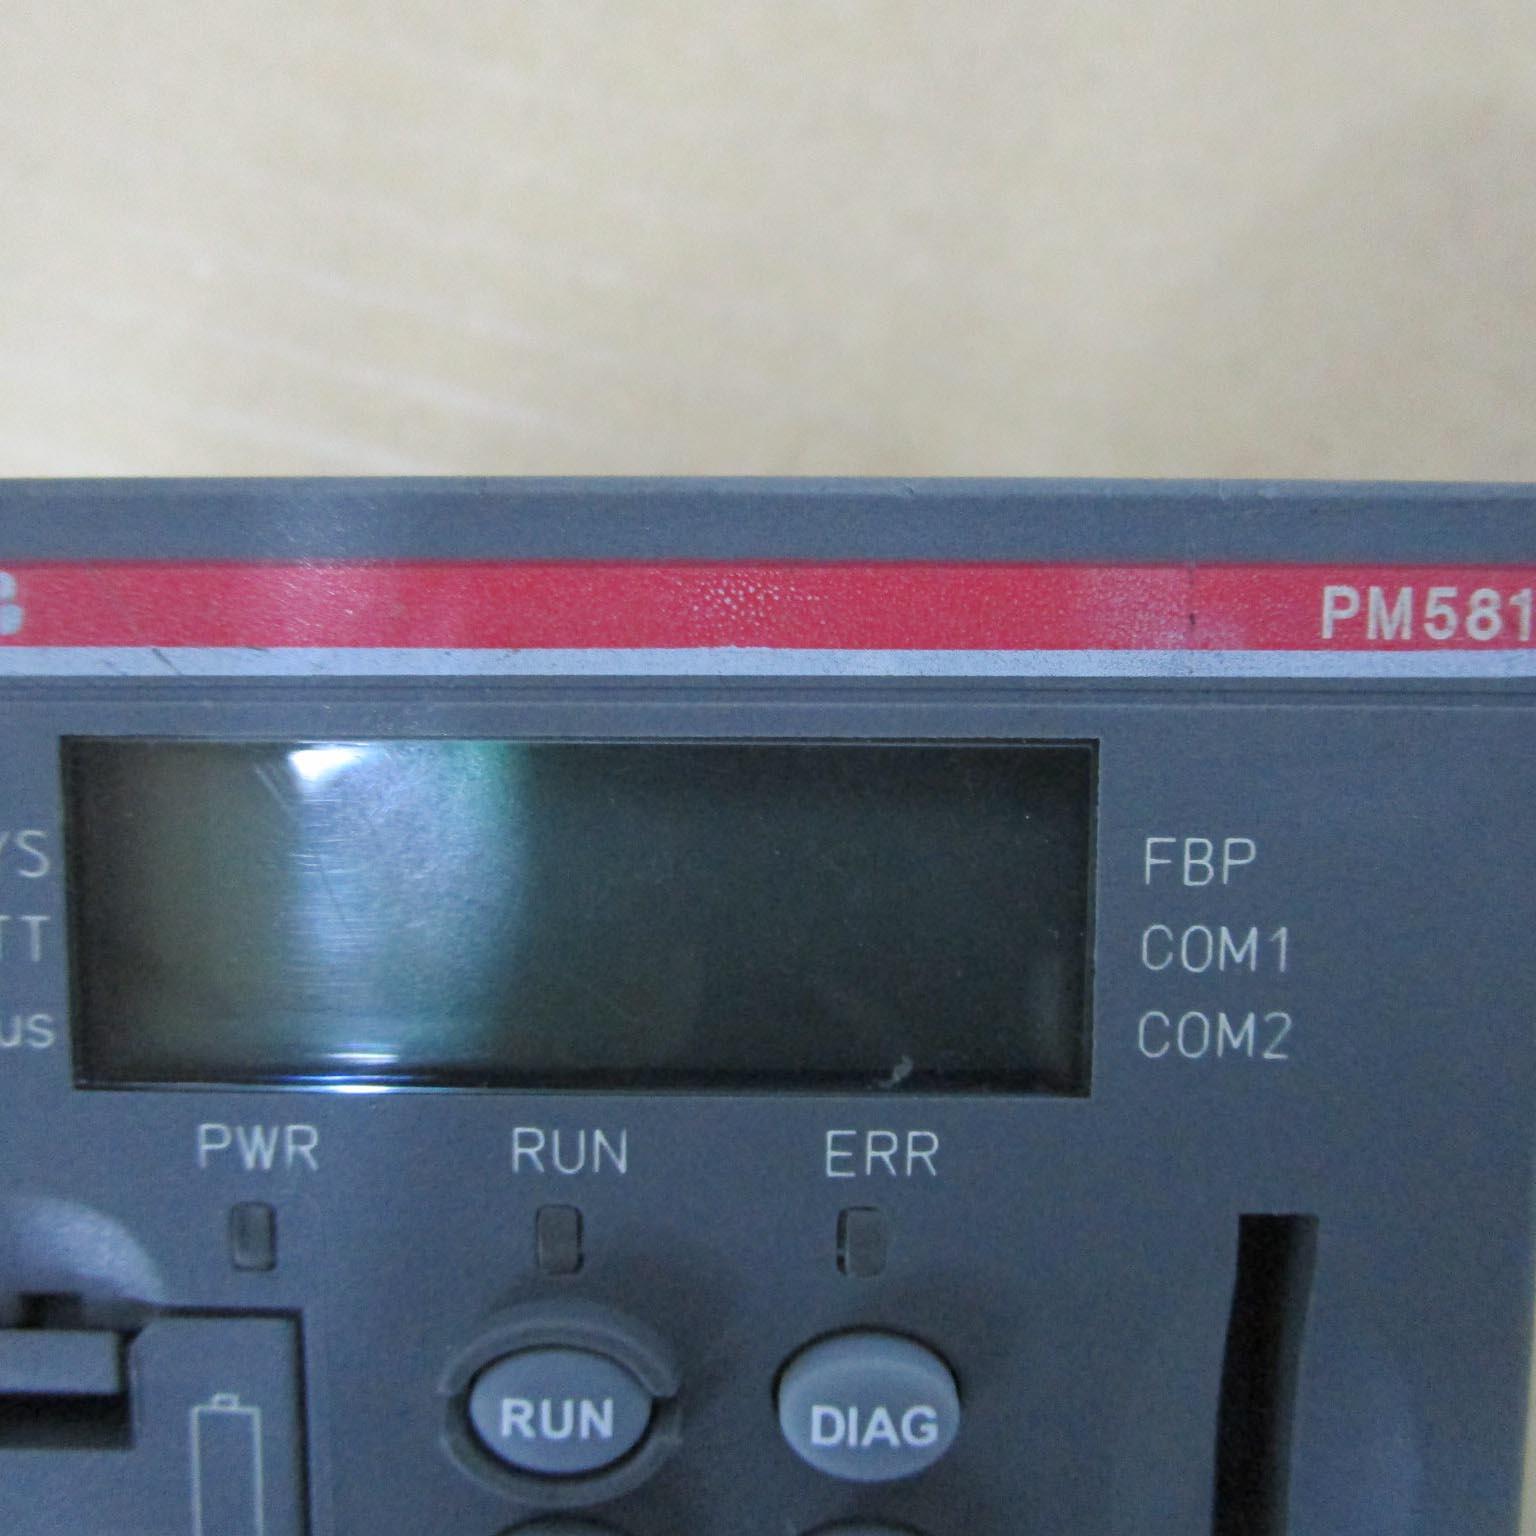 PM581
FBP
COM1
COM2
PWR RUN ERR
RUN DIAG